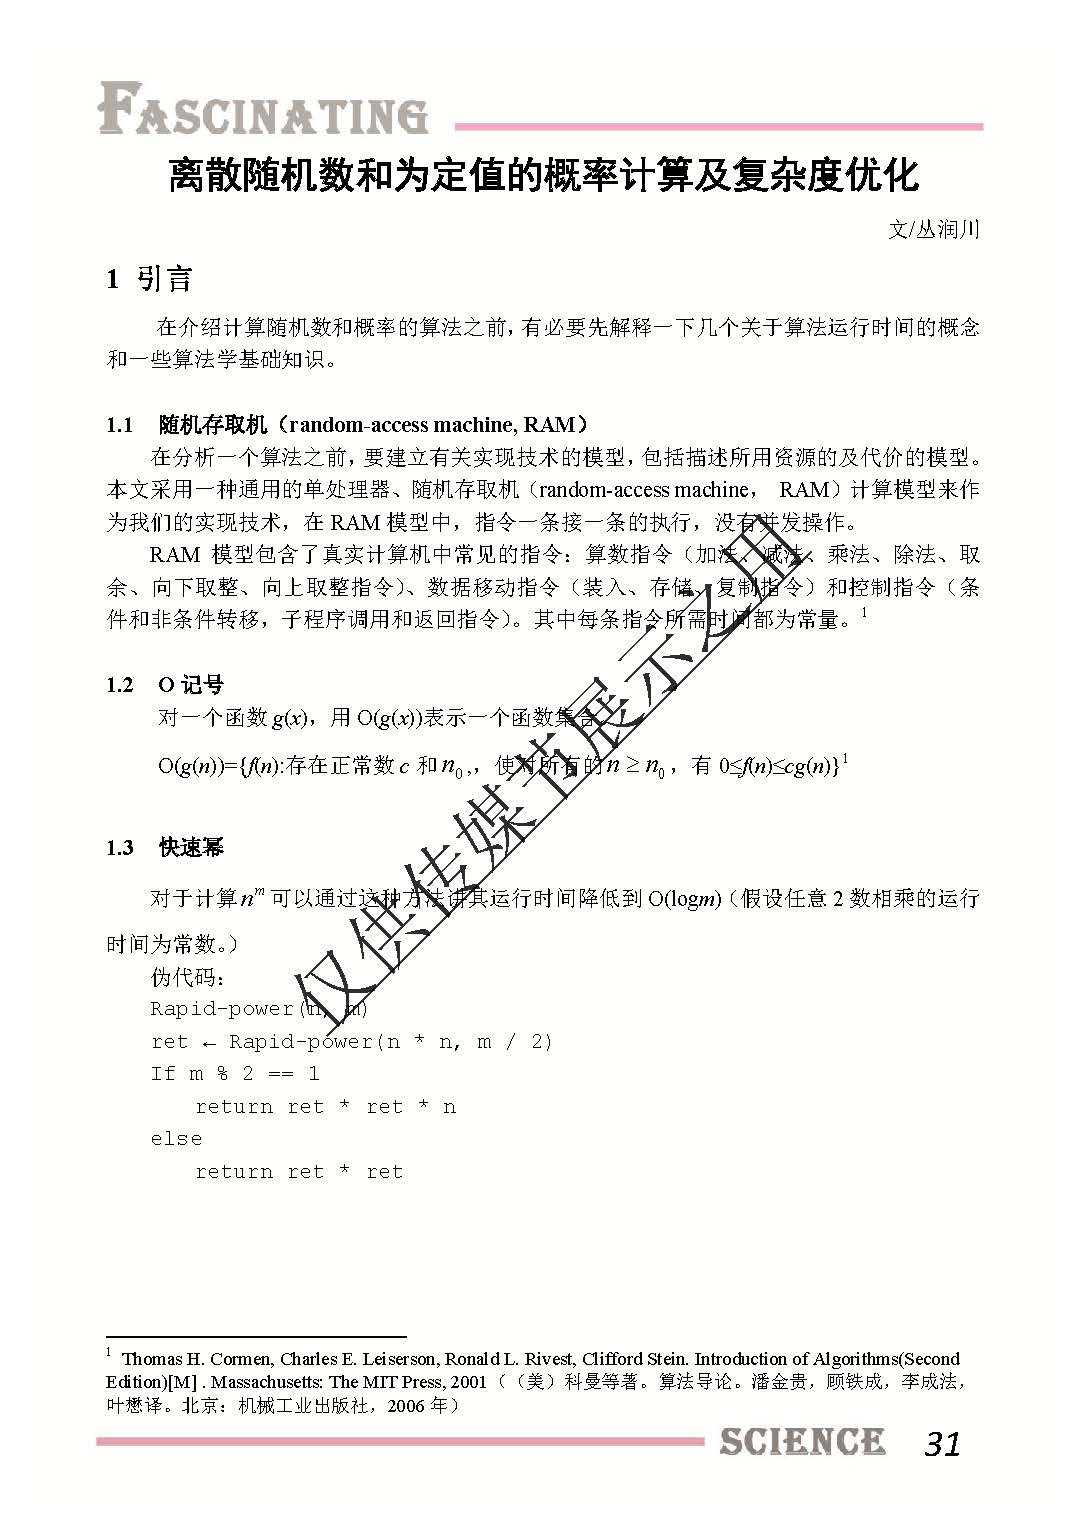 FASCINATING
离散随机数和为定值的概率计算及复杂度优化
文/丛润川
1 引言
在介绍计算随机数和概率的算法之前，有必要先解释一下几个关于算法运行时间的概念
和一些算法学基础知识。
1.1 随机存取机（random-access machine, RAM）
在分析一个算法之前，要建立有关实现技术的模型，包括描述所用资源的及代价的模型。
本文采用一种通用的单处理器、随机存取机（random-access machine， RAM）计算模型来作
为我们的实现技术，在 RAM 模型中，指令一条接一条的执行，没有并发操作。
RAM 模型包含了真实计算机中常见的指令：算数指令（加法、减法、乘法、除法、取
余、向下取整、向上取整指令）、数据移动指令（装入、存储、复制指令）和控制指令（条
件和非条件转移，子程序调用和返回指令）。其中每条指令所需时间都为常量。¹
1.2 O 记号
对一个函数 g(x)，用 O(g(x))表示一个函数集合。
O(g(n))={f(n):存在正常数 c 和 n₀,，使对所有的 n ≥ n₀，有 0≤f(n)≤cg(n)}¹
1.3 快速幂
对于计算 nᵐ 可以通过这种方法讲其运行时间降低到 O(logm)（假设任意 2 数相乘的运行
时间为常数。）
伪代码：
Rapid-power(n, m)
ret ← Rapid-power(n * n, m / 2)
If m % 2 == 1
return ret * ret * n
else
return ret * ret
仅供传媒节展示之用
¹ Thomas H. Cormen, Charles E. Leiserson, Ronald L. Rivest, Clifford Stein. Introduction of Algorithms(Second
Edition)[M] . Massachusetts: The MIT Press, 2001（（美）科曼等著。算法导论。潘金贵，顾铁成，李成法，
叶懋译。北京：机械工业出版社，2006 年）
SCIENCE 31